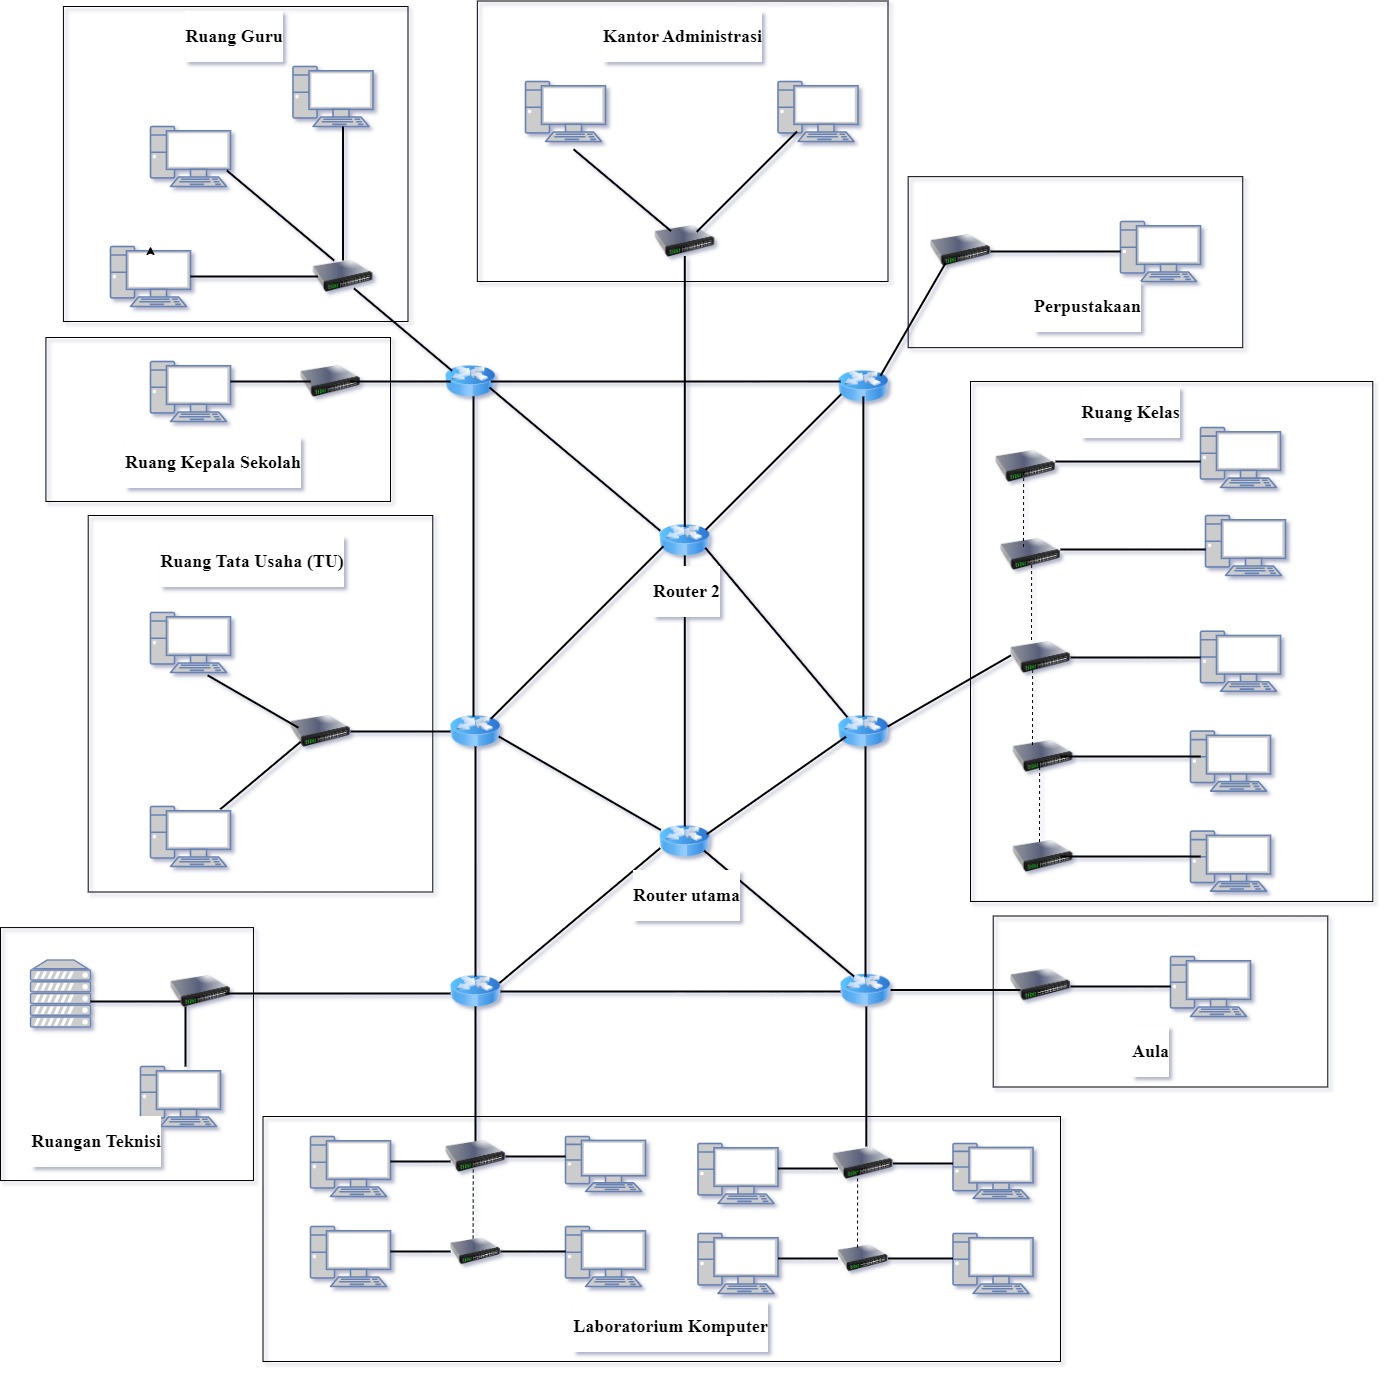 Ruang Guru
Kantor Administrasi
Perpustakaan
Ruang Kelas
Ruang Kepala Sekolah
Ruang Tata Usaha (TU)
Router 2
Router utama
Aula
Ruangan Teknisi
Laboratorium Komputer